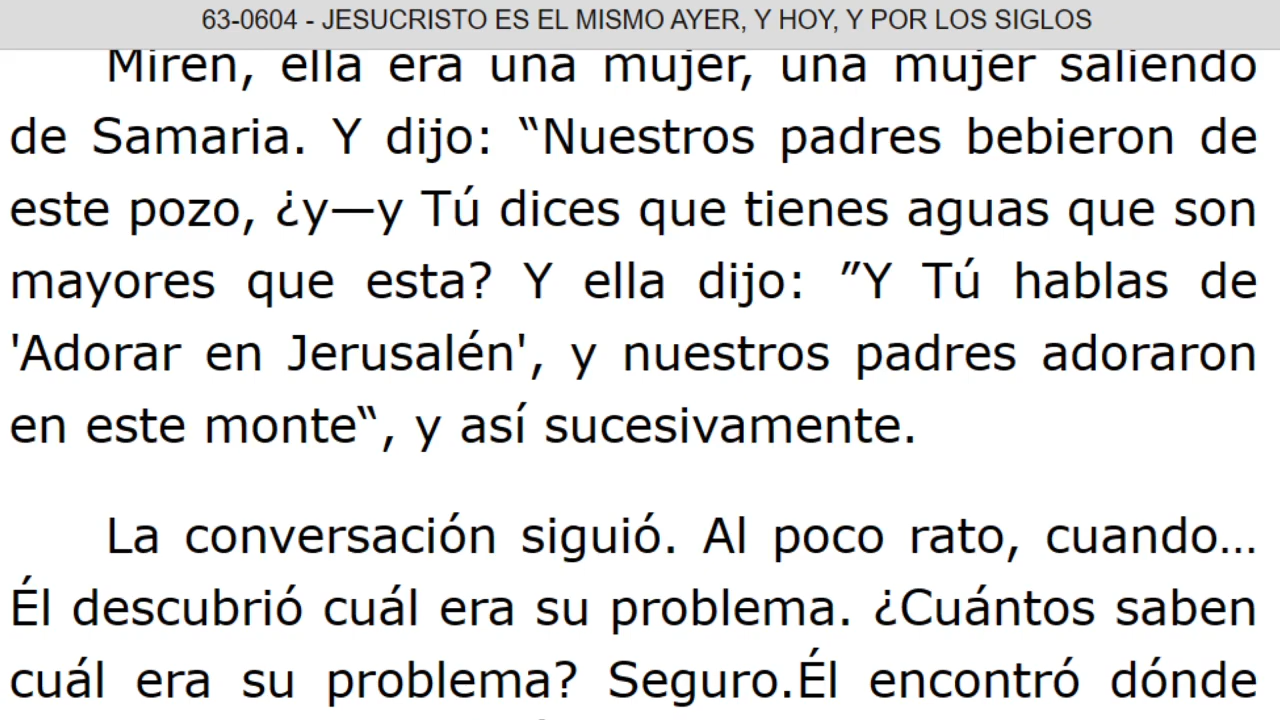 63-0604 - JESUCRISTO ES EL MISMO AYER, Y HOY, Y POR LOS SIGLOS
Miren, ella era una mujer, una mujer saliendo
de Samaria. Y dijo: “Nuestros padres bebieron de
este pozo, ¿y—y Tú dices que tienes aguas que son
mayores que esta? Y ella dijo: ”Y Tú hablas de
'Adorar en Jerusalén', y nuestros padres adoraron
en este monte“, y así sucesivamente.
La conversación siguió. Al poco rato, cuando…
Él descubrió cuál era su problema. ¿Cuántos saben
cuál era su problema? Seguro.Él encontró dónde